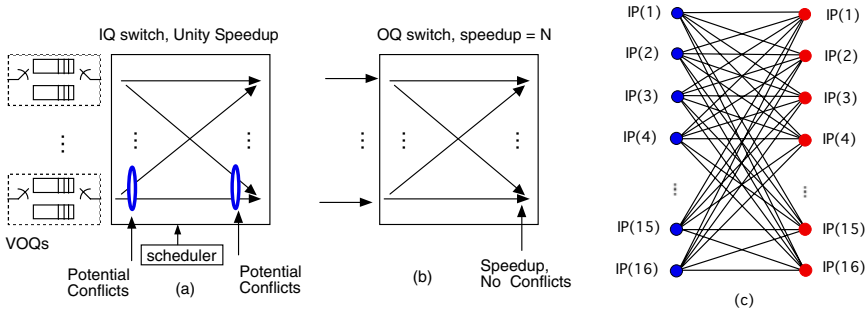 IQ switch, Unity Speedup
VOQs
scheduler
Potential
Conflicts
Potential
Conflicts
(a)
OQ switch, speedup = N
Speedup,
No Conflicts
(b)
IP(1)
IP(2)
IP(3)
IP(4)
IP(15)
IP(16)
IP(1)
IP(2)
IP(3)
IP(4)
IP(15)
IP(16)
(c)